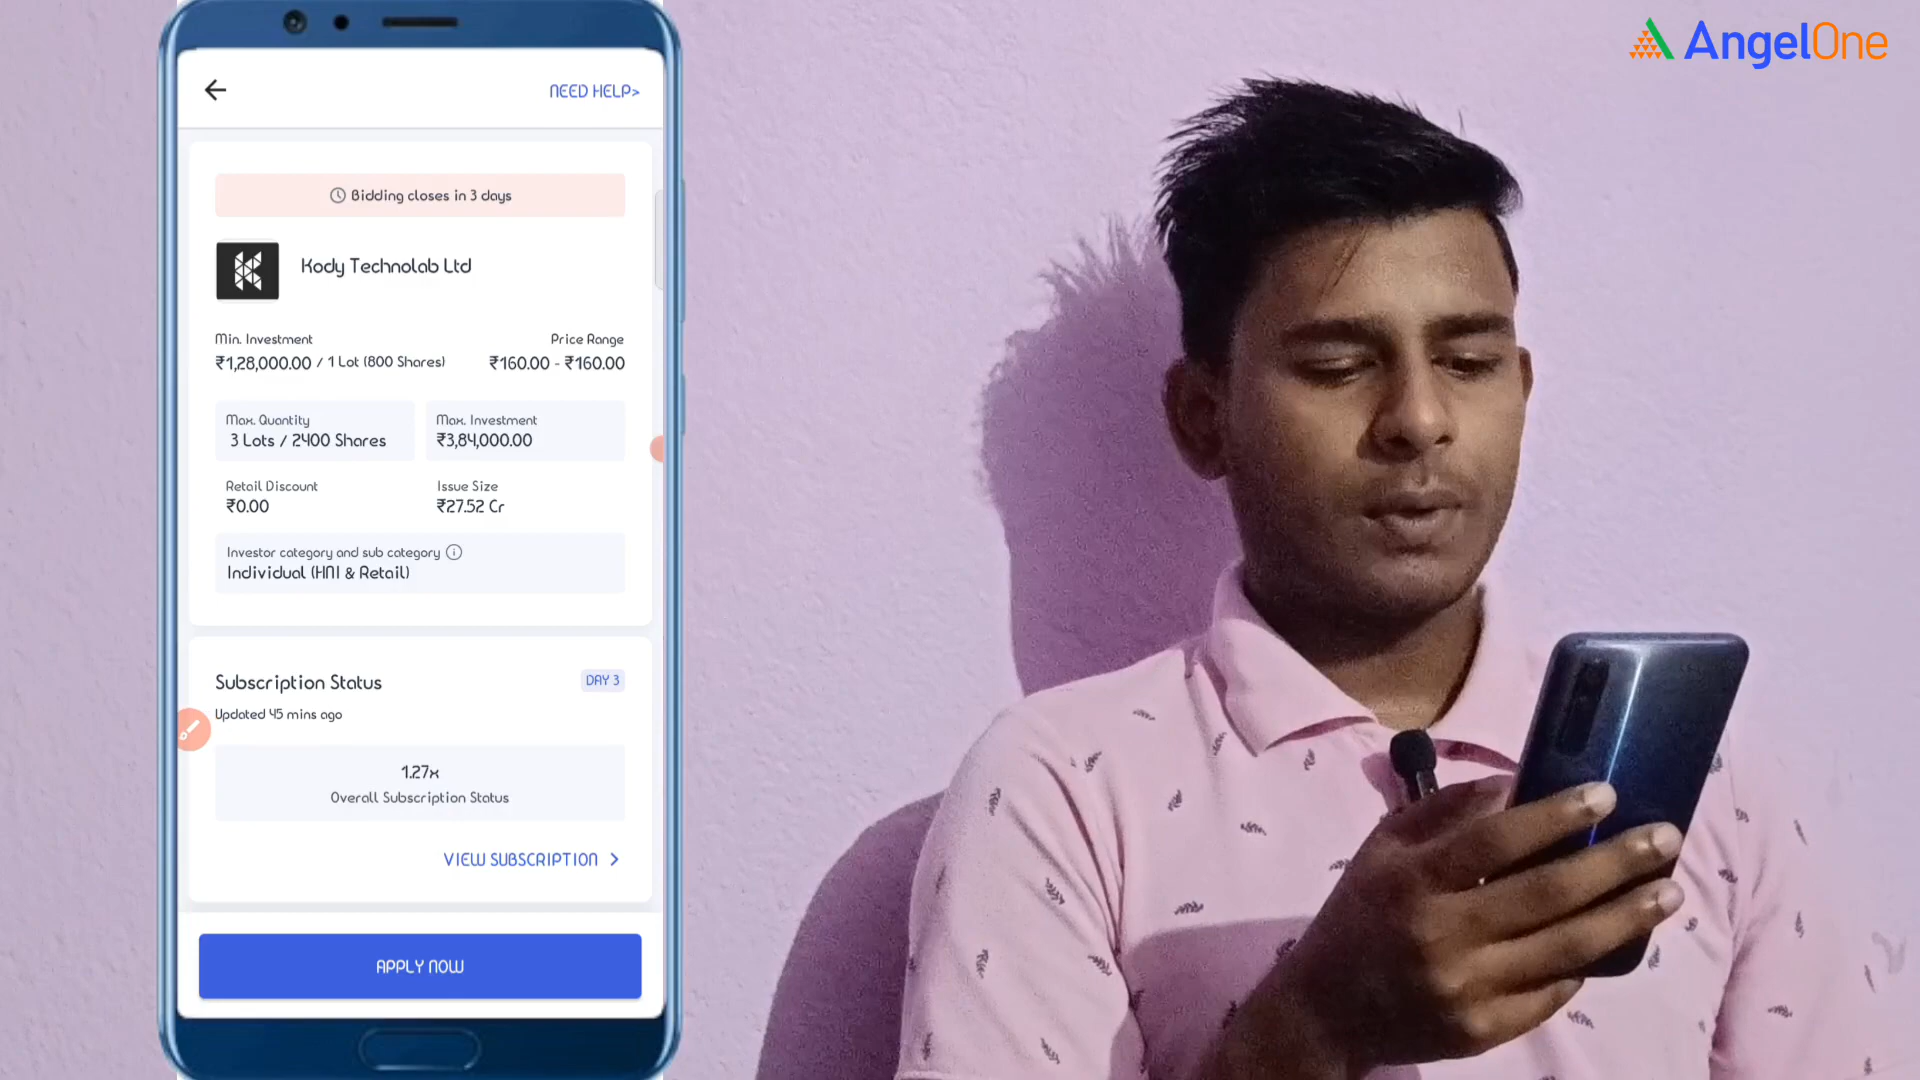 AngelOne
NEED HELP>
Bidding closes in 3 days
Kody Technolab Ltd
Min. Investment
₹1,28,000.00 / 1 Lot (800 Shares)
Price Range
₹160.00 - ₹160.00
Max. Quantity
3 Lots / 2400 Shares
Max. Investment
₹3,84,000.00
Retail Discount
₹0.00
Issue Size
₹27.52 Cr
Investor category and sub category
Individual (HNI & Retail)
Subscription Status
DAY 3
Updated 45 mins ago
1.27x
Overall Subscription Status
VIEW SUBSCRIPTION >
APPLY NOW